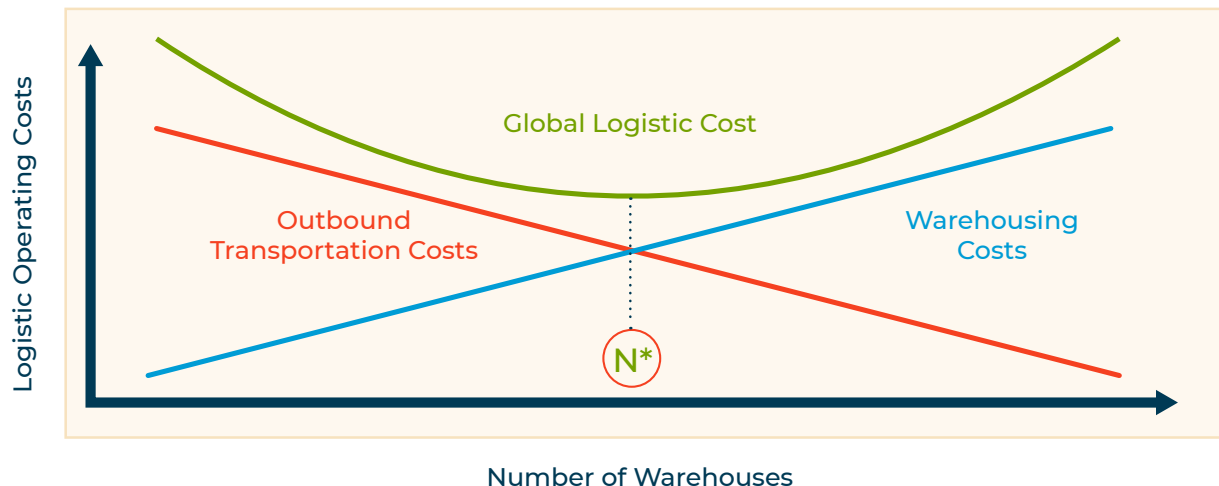 Logistic Operating Costs
Global Logistic Cost
Outbound
Transportation Costs
Warehousing
Costs
N*
Number of Warehouses